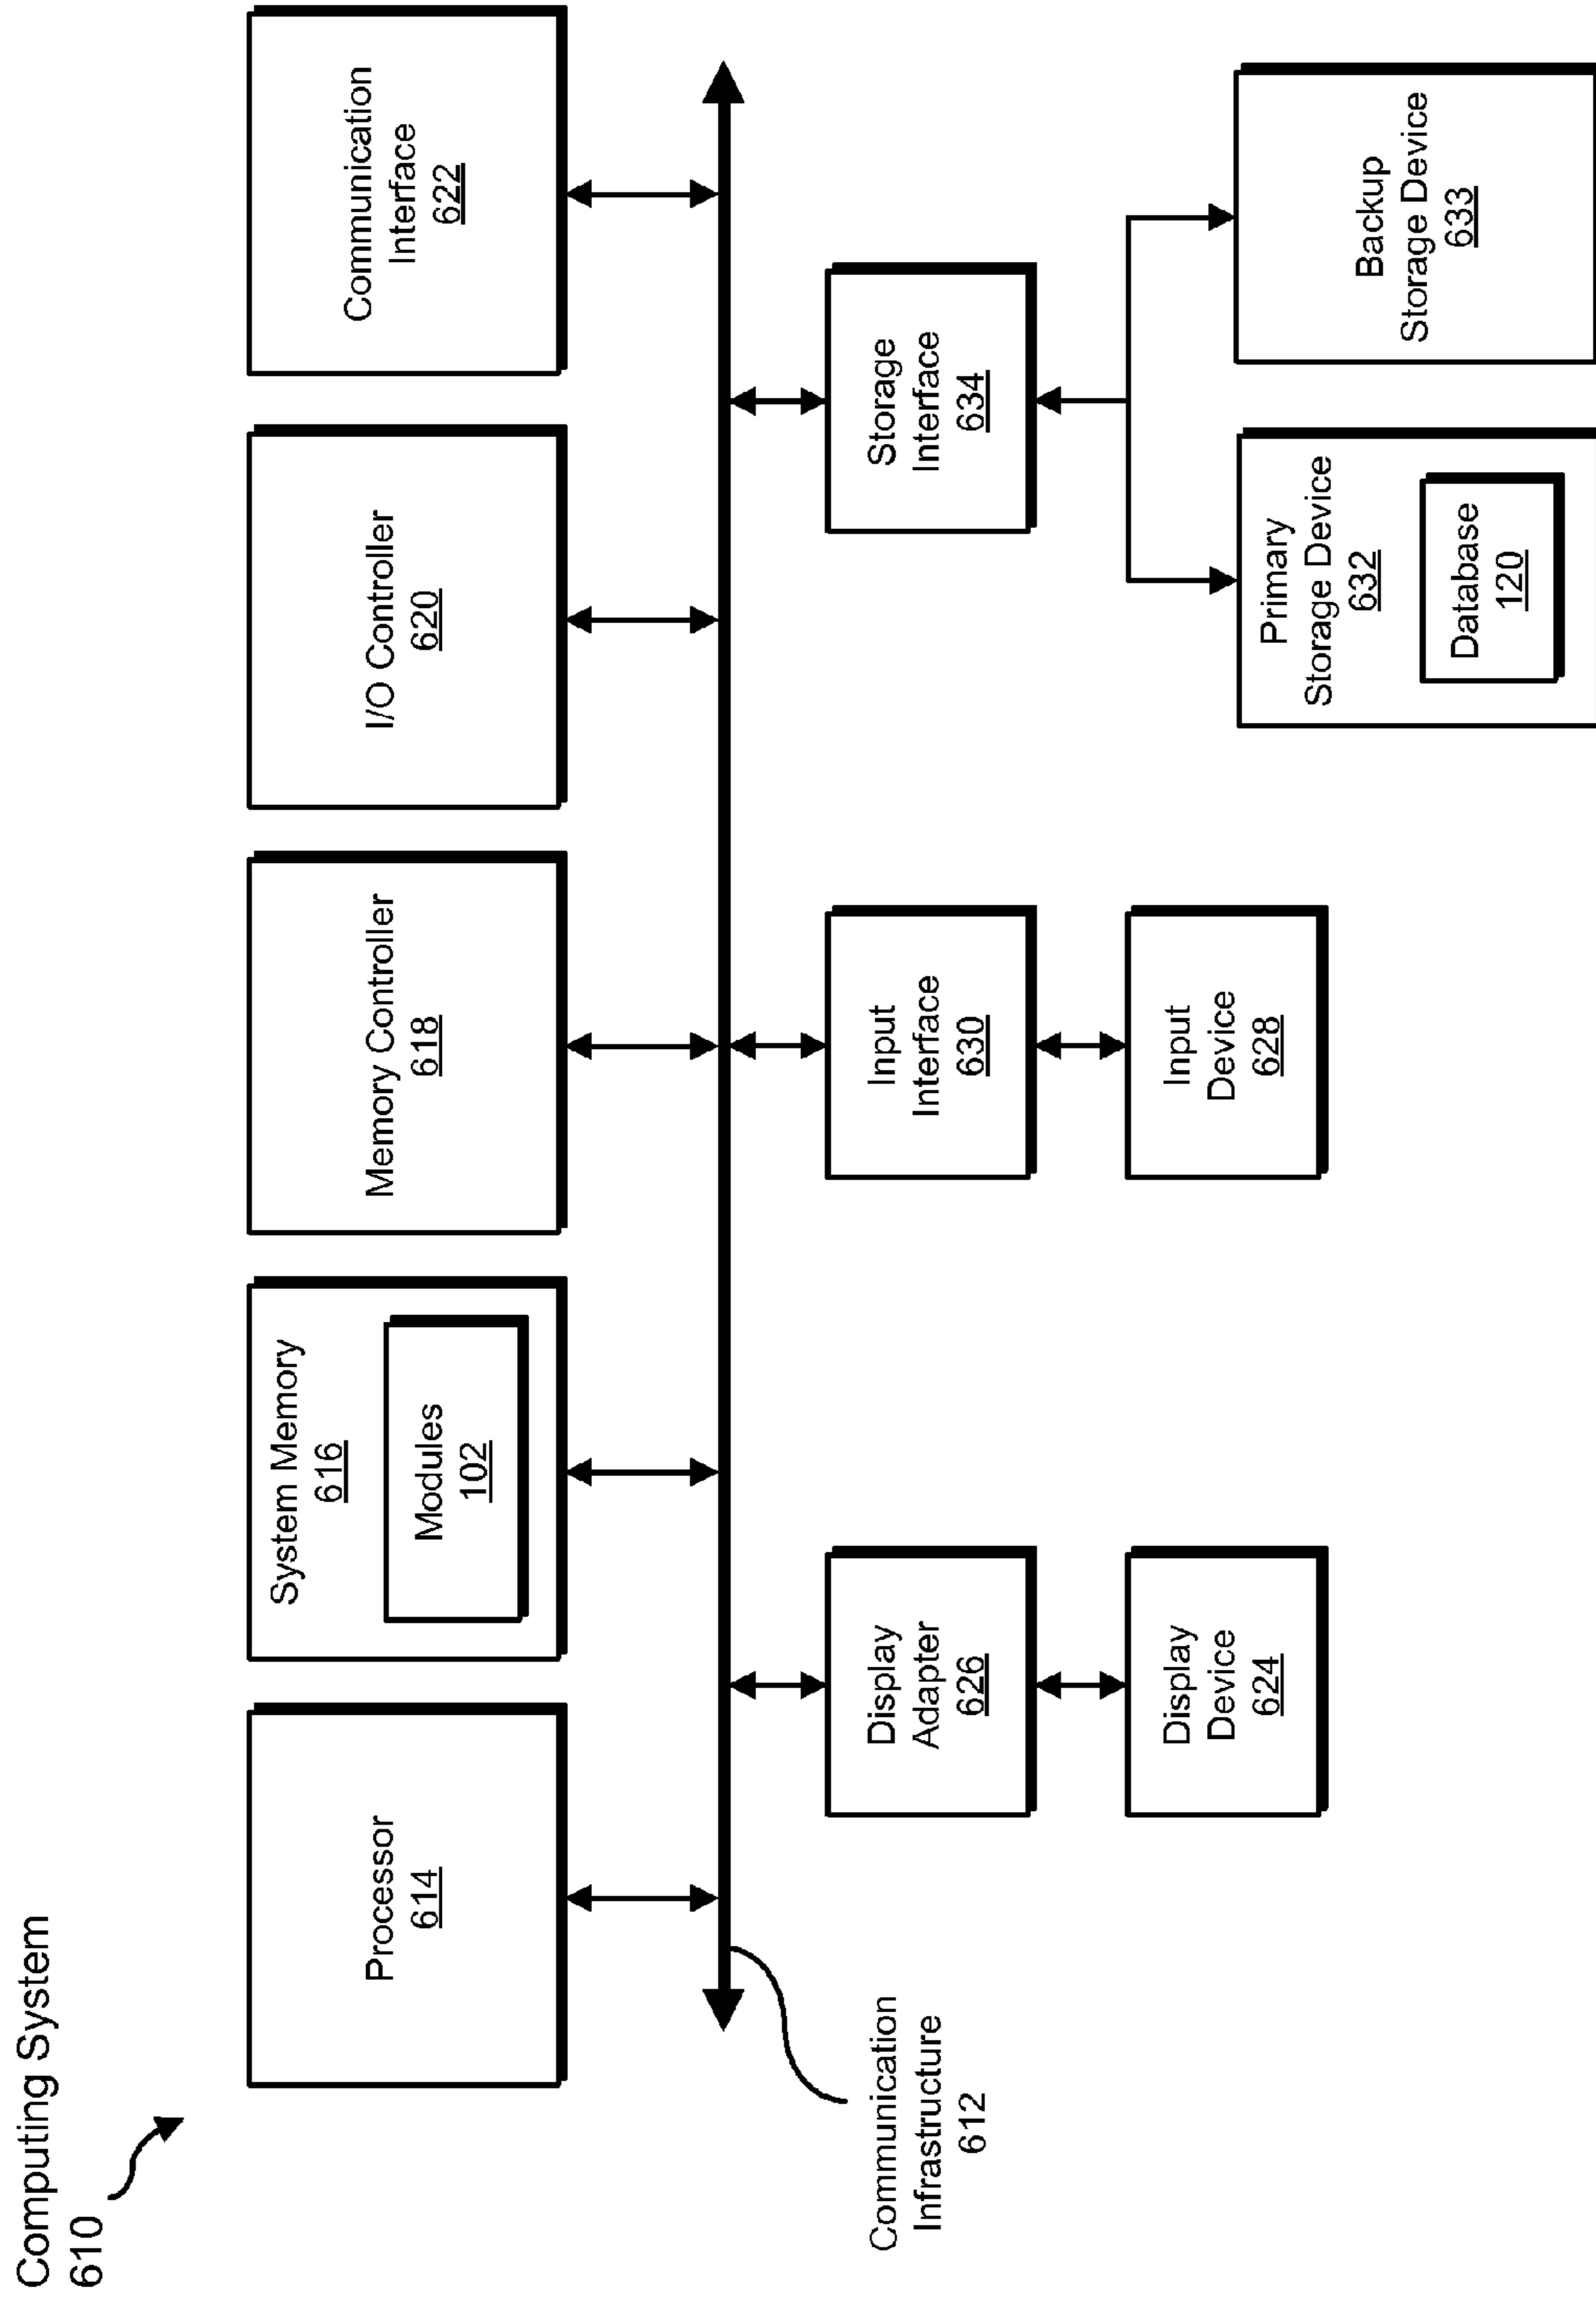 Computing System
610
Processor
614
System Memory
616
Modules
102
Memory Controller
618
I/O Controller
620
Communication
Interface
622
Communication
Infrastructure
612
Display
Adapter
626
Input
Interface
630
Storage
Interface
634
Display
Device
624
Input
Device
628
Primary
Storage Device
632
Database
120
Backup
Storage Device
633